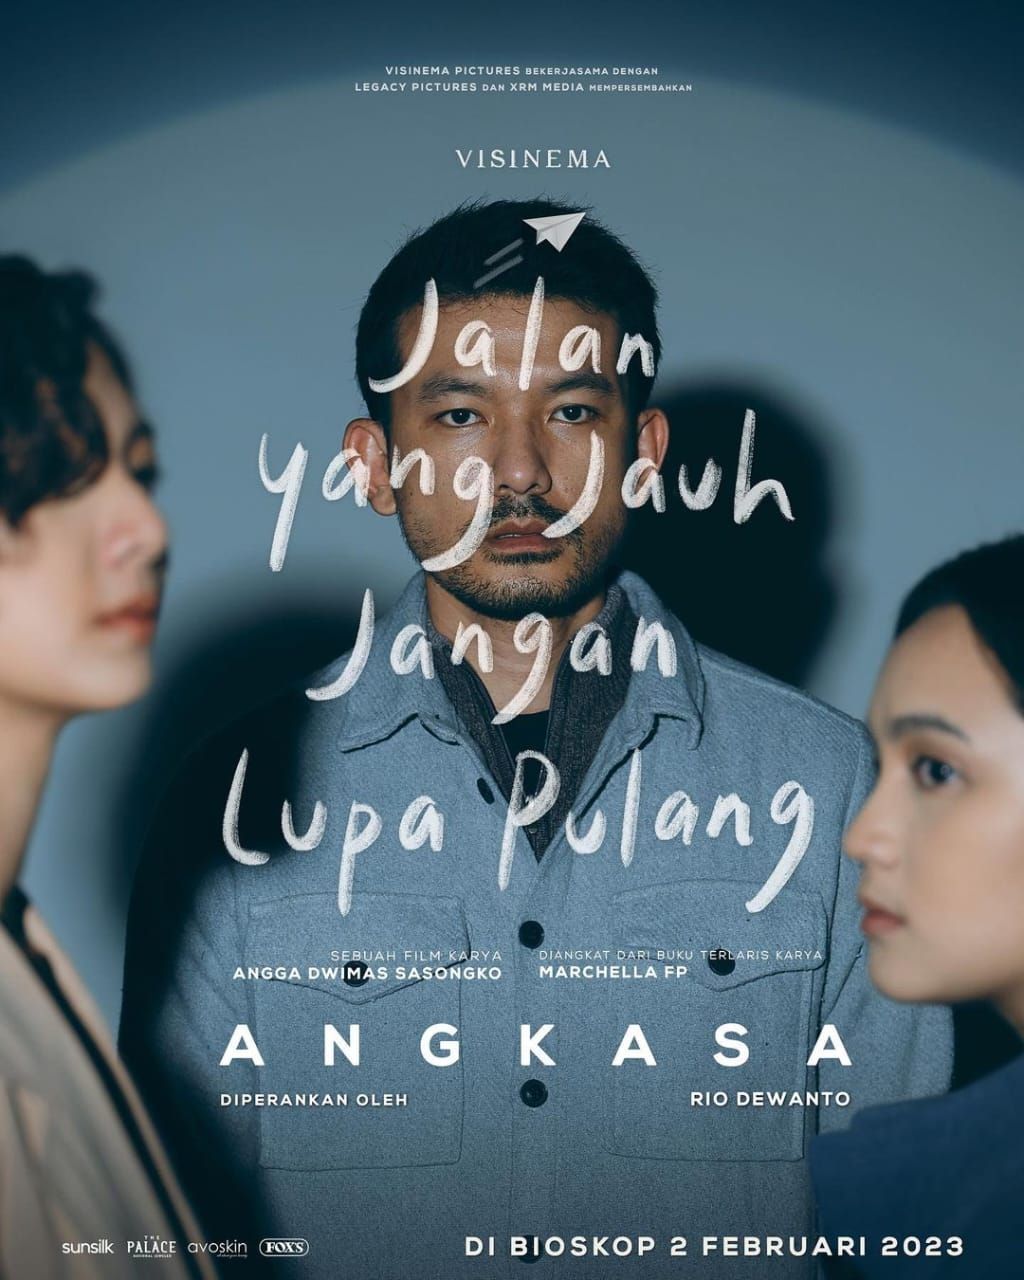 VISINEMA PICTURES BEKERJASAMA DENGAN
LEGACY PICTURES DAN XRM MEDIA MEMPERSEMBAHKAN
VISINEMA
Jalan
yang Jauh
Jangan
Lupa Pulang
SEBUAH FILM KARYA
ANGGA DWIMAS SASONGKO
DIANGKAT DARI BUKU TERLARIS KARYA
MARCHELLA FP
ANGKASA
DIPERANKAN OLEH
RIO DEWANTO
sunsilk
THE
PALACE
avoskin
FOX'S
DI BIOSKOP 2 FEBRUARI 2023